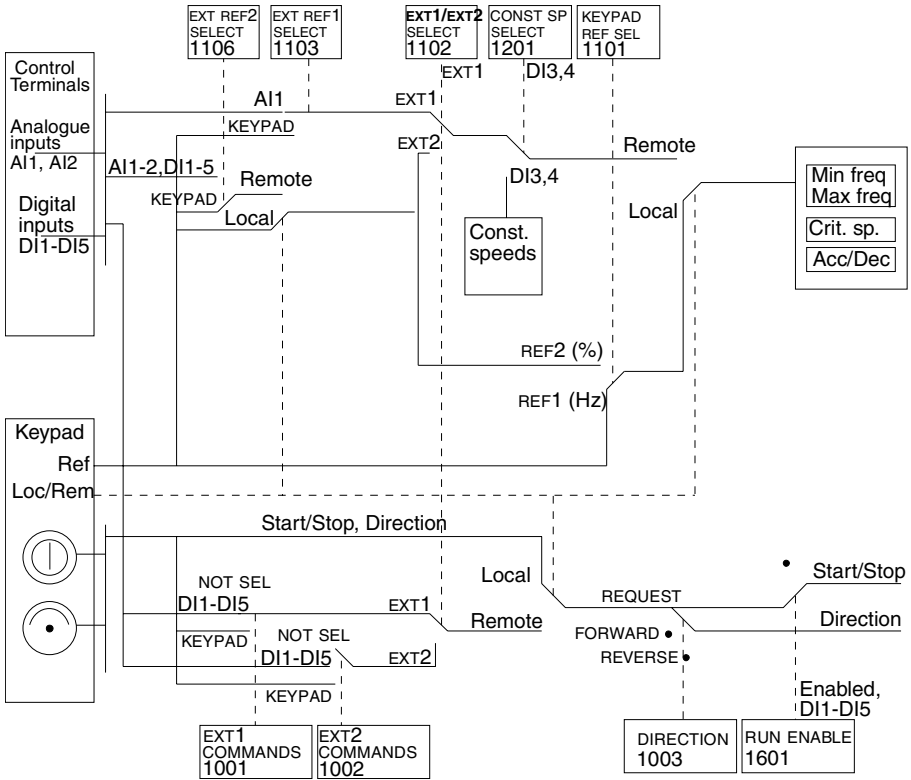 EXT REF2
SELECT
1106
EXT REF1
SELECT
1103
EXT1/EXT2
SELECT
1102
CONST SP
SELECT
1201
KEYPAD
REF SEL
1101
EXT1
DI3,4
Control
Terminals
Analogue
inputs
AI1, AI2
Digital
inputs
DI1-DI5
AI1
KEYPAD
AI1-2,DI1-5
KEYPAD
Remote
Local
EXT1
EXT2
Remote
DI3,4
Const.
speeds
Local
Min freq
Max freq
Crit. sp.
Acc/Dec
REF2 (%)
REF1 (Hz)
Keypad
Ref
Loc/Rem
Start/Stop, Direction
NOT SEL
DI1-DI5
KEYPAD
EXT1
Remote
NOT SEL
DI1-DI5
EXT2
KEYPAD
Local
REQUEST
Start/Stop
Direction
FORWARD
REVERSE
Enabled,
DI1-DI5
EXT1
COMMANDS
1001
EXT2
COMMANDS
1002
DIRECTION
1003
RUN ENABLE
1601